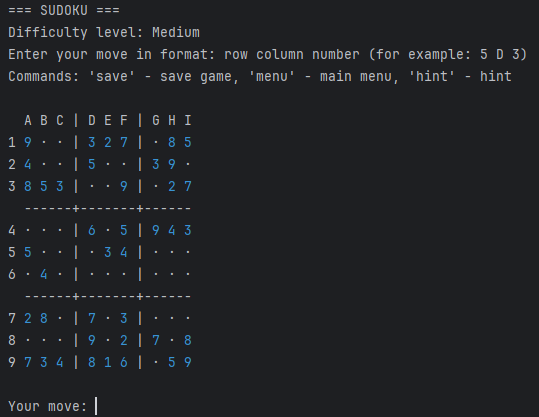 === SUDOKU ===
Difficulty level: Medium
Enter your move in format: row column number (for example: 5 D 3)
Commands: 'save' - save game, 'menu' - main menu, 'hint' - hint
  A B C | D E F | G H I
1 9 · · | 3 2 7 | · 8 5
2 4 · · | 5 · · | 3 9 ·
3 8 5 3 | · · 9 | · 2 7
  ------+-------+------
4 · · · | 6 · 5 | 9 4 3
5 5 · · | · 3 4 | · · ·
6 · 4 · | · · · | · · ·
  ------+-------+------
7 2 8 · | 7 · 3 | · · ·
8 · · · | 9 · 2 | 7 · 8
9 7 3 4 | 8 1 6 | · 5 9
Your move: